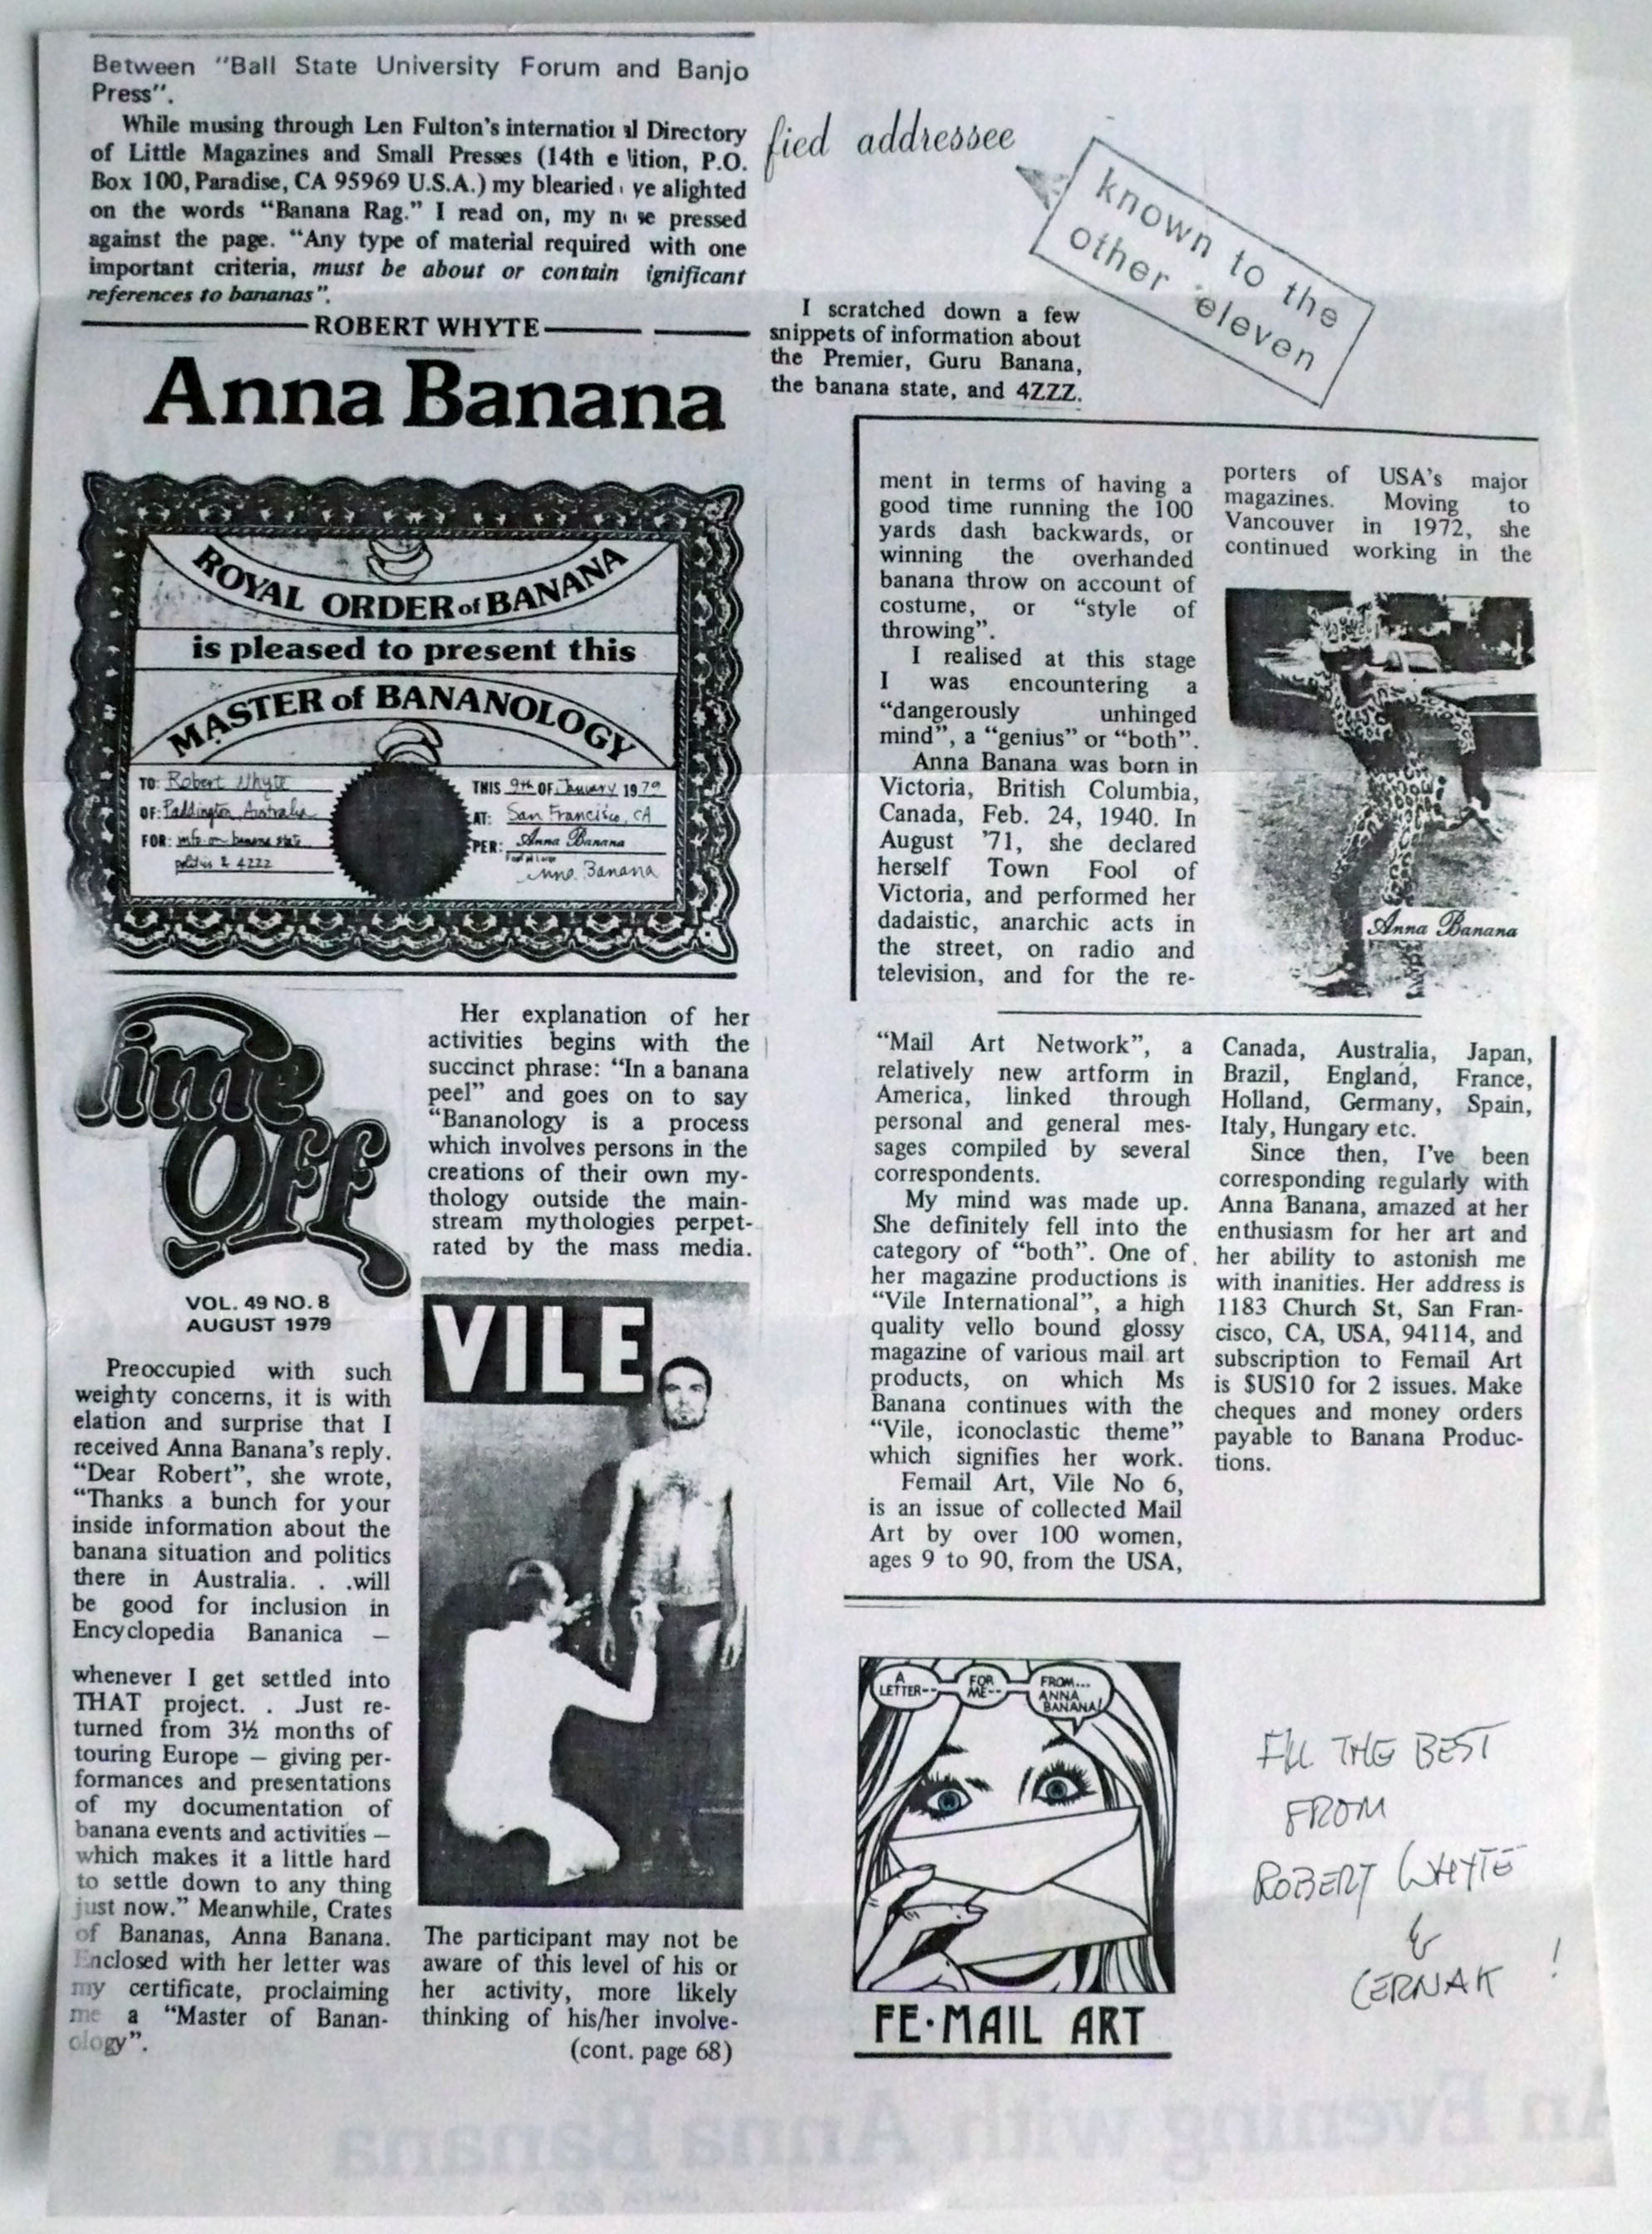 Between "Ball State University Forum and Banjo
Press".
While musing through Len Fulton's internatior al Directory
of Little Magazines and Small Presses (14th e lition, P.O.
Box 100, Paradise, CA 95969 U.S.A.) my blearied ye alighted
on the words "Banana Rag." I read on, my n se pressed
against the page. "Any type of material required with one
important criteria, must be about or contain ignificant
references to bananas".
ROBERT WHYTE
Anna Banana
ROYAL ORDER of BANANA
is pleased to present this
MASTER of BANANOLOGY
TO: Robert Whyte
OF: Paddington, Australia
FOR: info on banana state
politics & 4ZZZ
THIS 9th OF January 1979
AT: San Francisco, CA
PER: Anna Banana
Anna Banana
Time
Off
VOL. 49 NO. 8
AUGUST 1979
Preoccupied with such
weighty concerns, it is with
elation and surprise that I
received Anna Banana's reply.
"Dear Robert", she wrote,
"Thanks a bunch for your
inside information about the
banana situation and politics
there in Australia. . .will
be good for inclusion in
Encyclopedia Bananica —
whenever I get settled into
THAT project. . .Just re-
turned from 3½ months of
touring Europe — giving per-
formances and presentations
of my documentation of
banana events and activities —
which makes it a little hard
to settle down to any thing
just now." Meanwhile, Crates
of Bananas, Anna Banana.
Enclosed with her letter was
my certificate, proclaiming
me a "Master of Banan-
ology".
Her explanation of her
activities begins with the
succinct phrase: "In a banana
peel" and goes on to say
"Bananology is a process
which involves persons in the
creations of their own my-
thology outside the main-
stream mythologies perpet-
rated by the mass media.
VILE
The participant may not be
aware of this level of his or
her activity, more likely
thinking of his/her involve-
(cont. page 68)
fied addressee
known to the
other eleven
I scratched down a few
snippets of information about
the Premier, Guru Banana,
the banana state, and 4ZZZ.
ment in terms of having a
good time running the 100
yards dash backwards, or
winning the overhanded
banana throw on account of
costume, or "style of
throwing".
I realised at this stage
I was encountering a
"dangerously unhinged
mind", a "genius" or "both".
Anna Banana was born in
Victoria, British Columbia,
Canada, Feb. 24, 1940. In
August '71, she declared
herself Town Fool of
Victoria, and performed her
dadaistic, anarchic acts in
the street, on radio and
television, and for the re-
porters of USA's major
magazines. Moving to
Vancouver in 1972, she
continued working in the
Anna Banana
"Mail Art Network", a
relatively new artform in
America, linked through
personal and general mes-
sages compiled by several
correspondents.
My mind was made up.
She definitely fell into the
category of "both". One of
her magazine productions is
"Vile International", a high
quality vello bound glossy
magazine of various mail art
products, on which Ms
Banana continues with the
"Vile, iconoclastic theme"
which signifies her work.
Femail Art, Vile No 6,
is an issue of collected Mail
Art by over 100 women,
ages 9 to 90, from the USA,
Canada, Australia, Japan,
Brazil, England, France,
Holland, Germany, Spain,
Italy, Hungary etc.
Since then, I've been
corresponding regularly with
Anna Banana, amazed at her
enthusiasm for her art and
her ability to astonish me
with inanities. Her address is
1183 Church St, San Fran-
cisco, CA, USA, 94114, and
subscription to Femail Art
is $US10 for 2 issues. Make
cheques and money orders
payable to Banana Produc-
tions.
A
LETTER--
FOR
ME--
FROM...
ANNA
BANANA!
FE·MAIL ART
ALL THE BEST
FROM
ROBERT WHYTE
&
CERNAK !
An Evening with Anna Banana